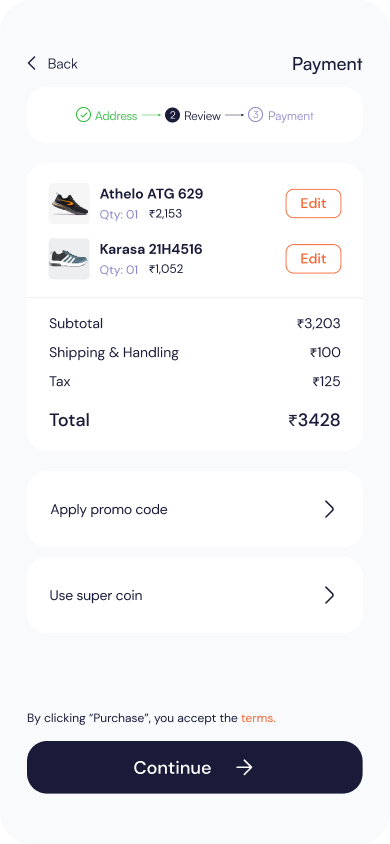 Back
Payment
Address
2 Review
3 Payment
Athelo ATG 629
Qty: 01 ₹2,153
Edit
Karasa 21H4516
Qty: 01 ₹1,052
Edit
Subtotal ₹3,203
Shipping & Handling ₹100
Tax ₹125
Total ₹3428
Apply promo code
Use super coin
By clicking “Purchase”, you accept the terms.
Continue